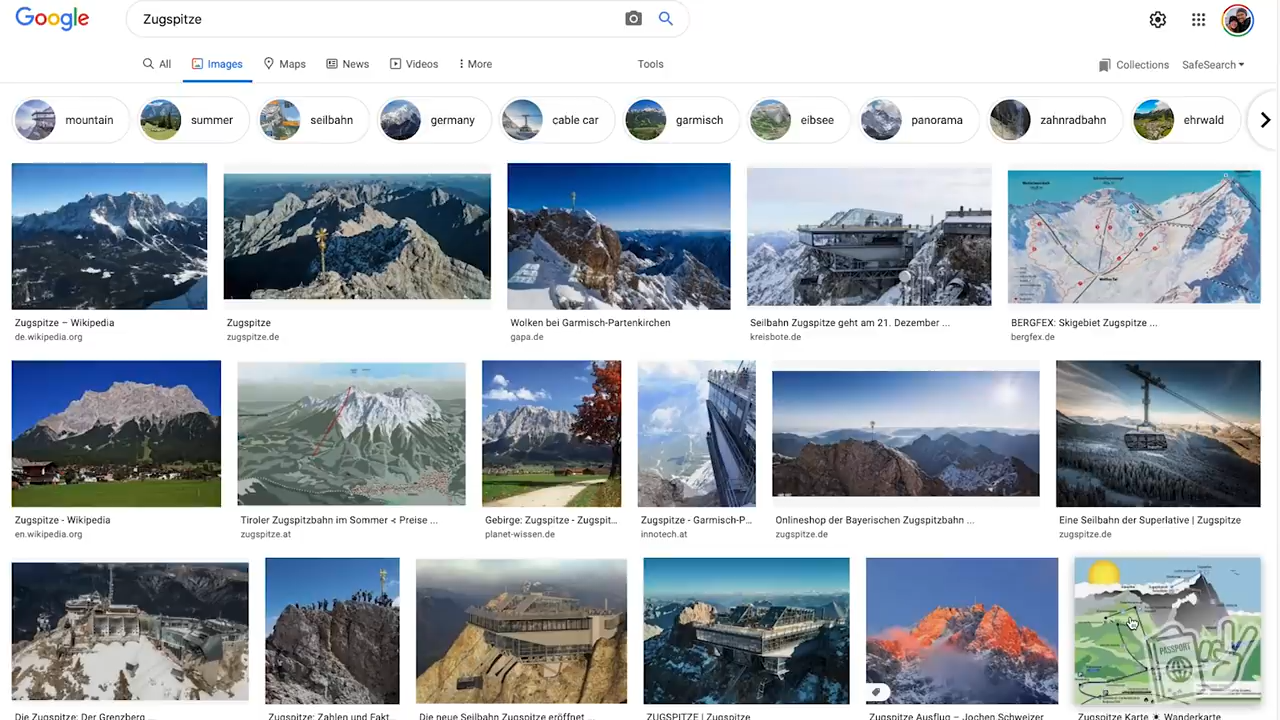 Google
Zugspitze
All
Images
Maps
News
Videos
More
Tools
Collections
SafeSearch
mountain
summer
seilbahn
germany
cable car
garmisch
eibsee
panorama
zahnradbahn
ehrwald
Zugspitze – Wikipedia
de.wikipedia.org
Zugspitze
zugspitze.de
Wolken bei Garmisch-Partenkirchen
gapa.de
Seilbahn Zugspitze geht am 21. Dezember ...
kreisbote.de
BERGFEX: Skigebiet Zugspitze ...
bergfex.de
Zugspitze - Wikipedia
en.wikipedia.org
Tiroler Zugspitzbahn im Sommer < Preise ...
zugspitze.at
Gebirge: Zugspitze - Zugspit...
planet-wissen.de
Zugspitze - Garmisch-P...
innotech.at
Onlineshop der Bayerischen Zugspitzbahn ...
zugspitze.de
Eine Seilbahn der Superlative | Zugspitze
zugspitze.de
PASSPORT
Die Zugspitze: Der Grenzberg ...
Zugspitze: Zahlen und Fakt...
Die neue Seilbahn Zugspitze eröffnet ...
ZUGSPITZE | Zugspitze
Zugspitze Ausflug – Jochen Schweizer
Zugspitze Karte ☀ Wanderkarte